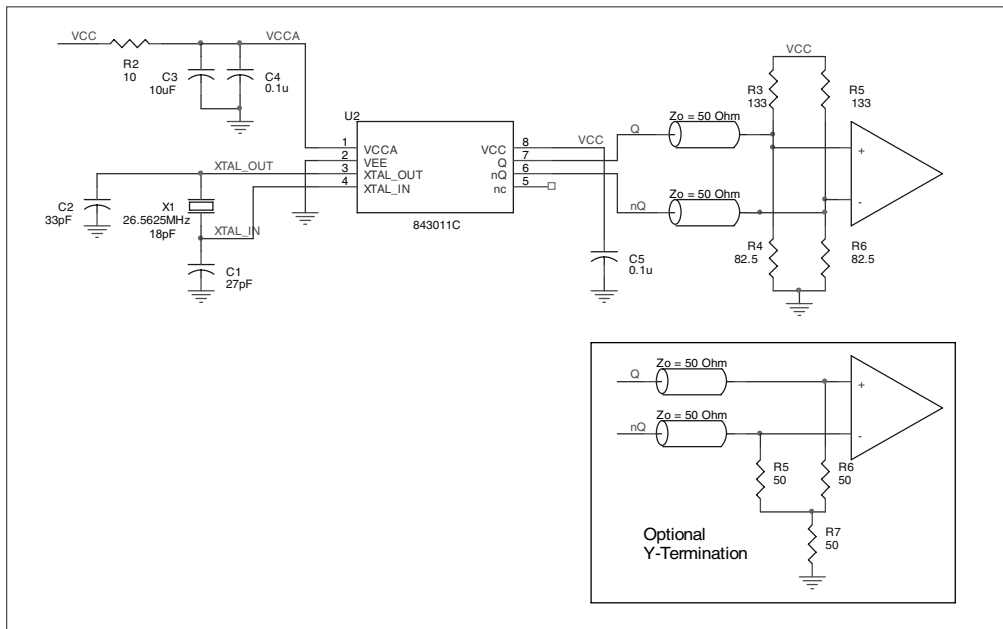 VCC
R2
10
VCCA
C3
10uF
C4
0.1u
U2
1
2
3
4
VCCA
VEE
XTAL_OUT
XTAL_IN
VCC
Q
nQ
nc
8
7
6
5
843011C
XTAL_OUT
C2
33pF
X1
26.5625MHz
18pF
XTAL_IN
C1
27pF
VCC
C5
0.1u
Q
Zo = 50 Ohm
nQ
Zo = 50 Ohm
VCC
R3
133
R5
133
+
-
R4
82.5
R6
82.5
Q
Zo = 50 Ohm
nQ
Zo = 50 Ohm
+
-
R5
50
R6
50
R7
50
Optional
Y-Termination